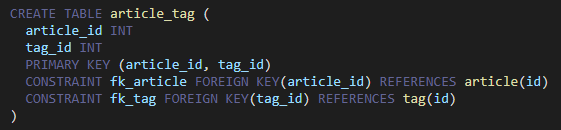 CREATE TABLE article_tag (
  article_id INT
  tag_id INT
  PRIMARY KEY (article_id, tag_id)
  CONSTRAINT fk_article FOREIGN KEY(article_id) REFERENCES article(id)
  CONSTRAINT fk_tag FOREIGN KEY(tag_id) REFERENCES tag(id)
)